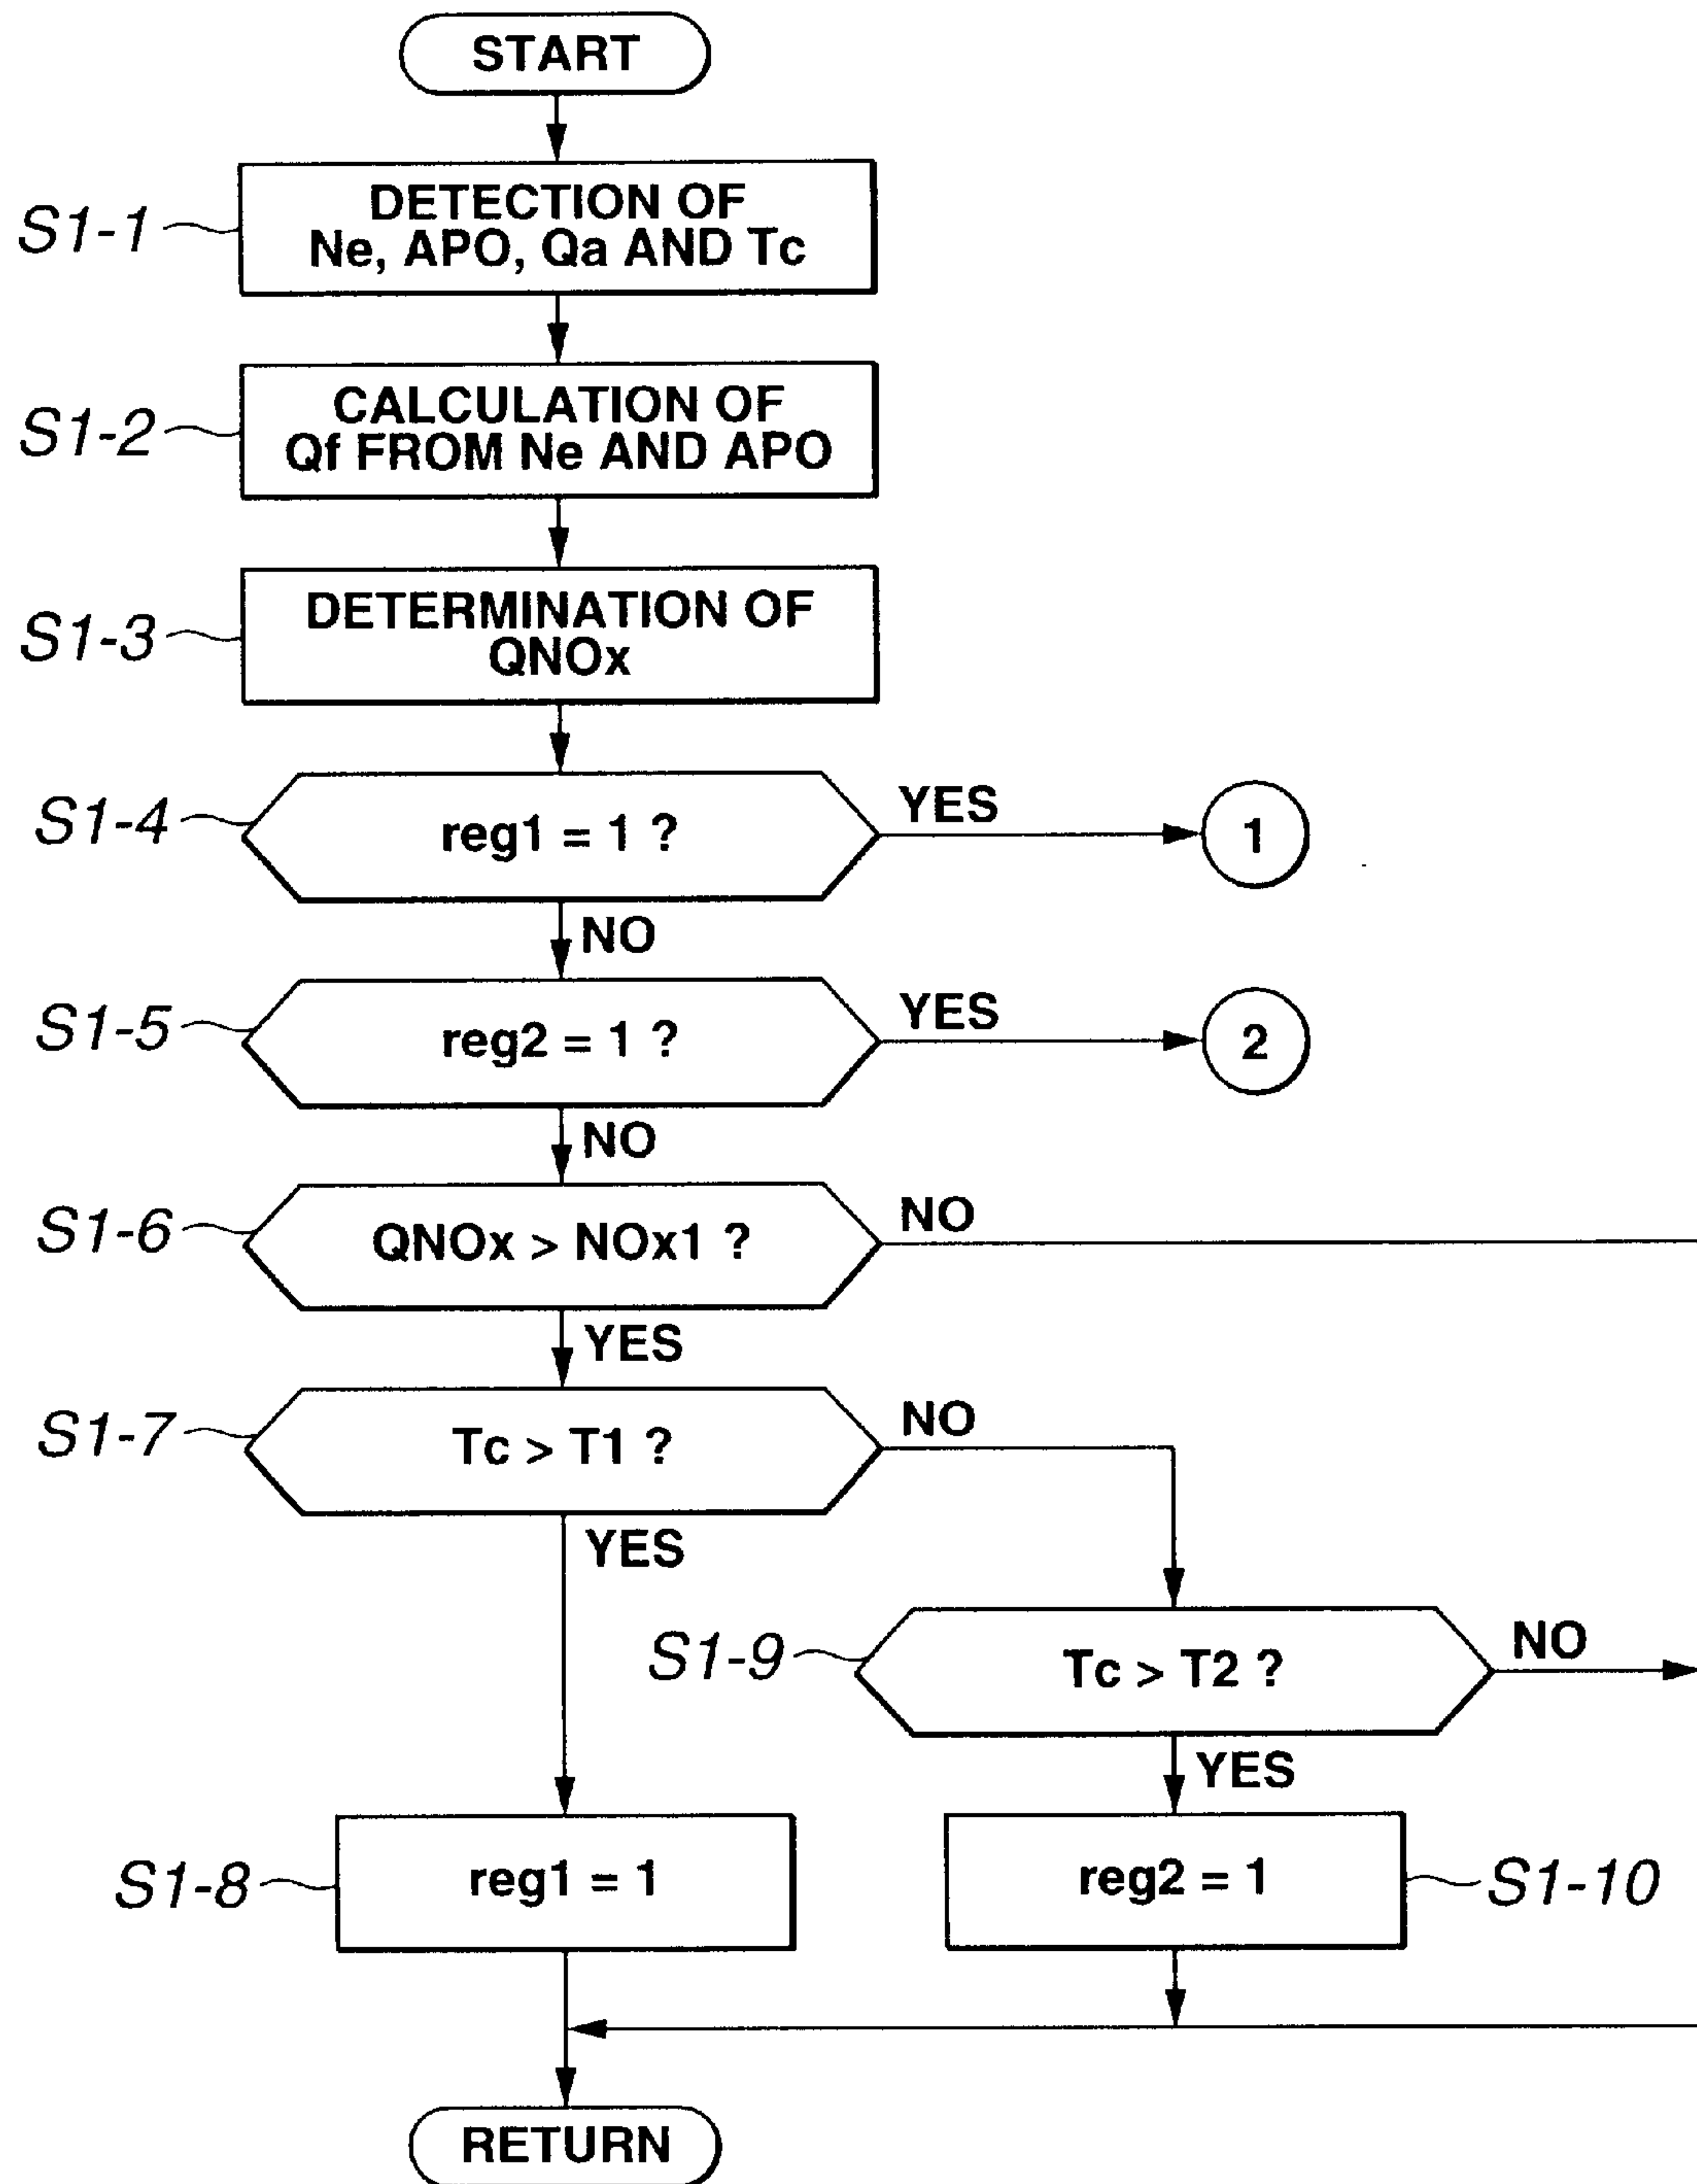 START
S1-1
DETECTION OF
Ne, APO, Qa AND Tc
S1-2
CALCULATION OF
Qf FROM Ne AND APO
S1-3
DETERMINATION OF
QNOx
S1-4
reg1 = 1 ?
YES
1
NO
S1-5
reg2 = 1 ?
YES
2
NO
S1-6
QNOx > NOx1 ?
NO
YES
S1-7
Tc > T1 ?
NO
YES
S1-9
Tc > T2 ?
NO
YES
S1-8
reg1 = 1
reg2 = 1
S1-10
RETURN